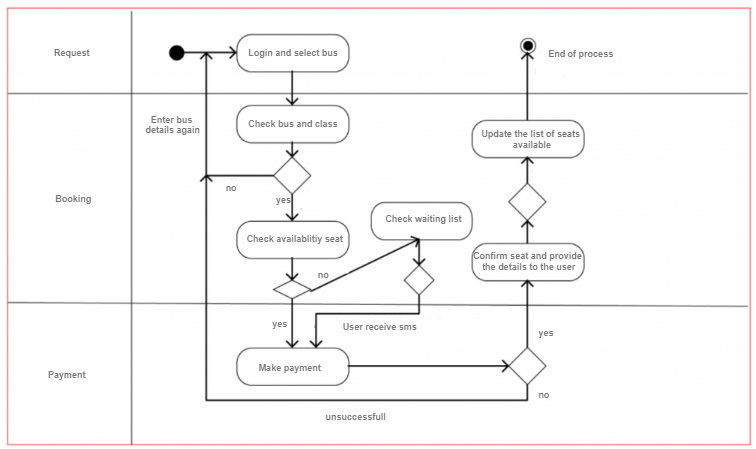 Request
Login and select bus
End of process
Enter bus
details again
Check bus and class
Update the list of seats
available
no
yes
Booking
Check waiting list
Check availablitiy seat
Confirm seat and provide
the details to the user
no
yes
User receive sms
yes
Payment
Make payment
no
unsuccessfull